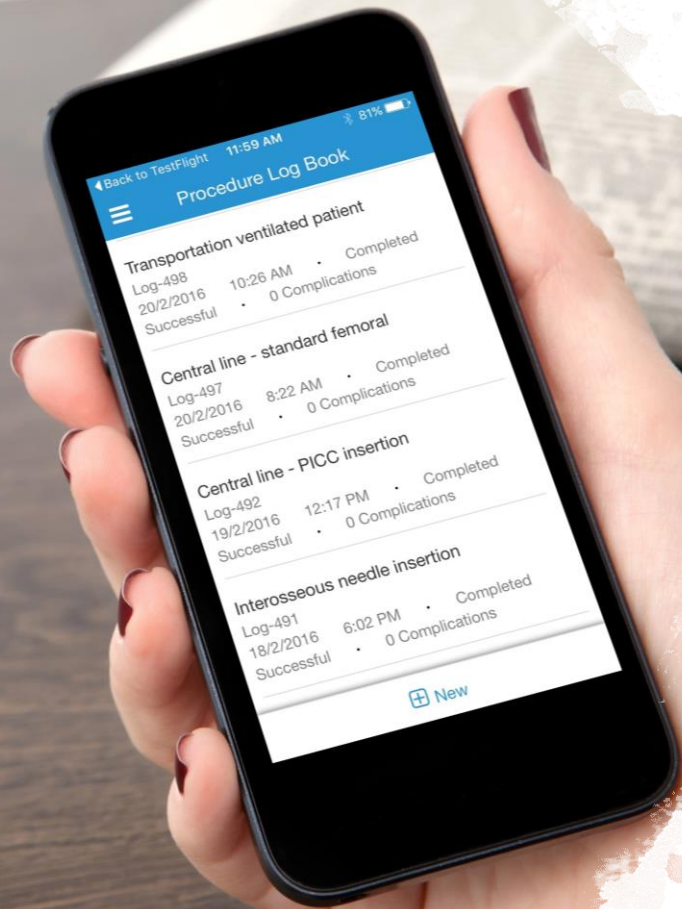 Back to TestFlight 11:59 AM 81%
Procedure Log Book
Transportation ventilated patient
Log-498
20/2/2016 10:26 AM · Completed
Successful · 0 Complications
Central line - standard femoral
Log-497
20/2/2016 8:22 AM · Completed
Successful · 0 Complications
Central line - PICC insertion
Log-492
19/2/2016 12:17 PM · Completed
Successful · 0 Complications
Interosseous needle insertion
Log-491
18/2/2016 6:02 PM · Completed
Successful · 0 Complications
New